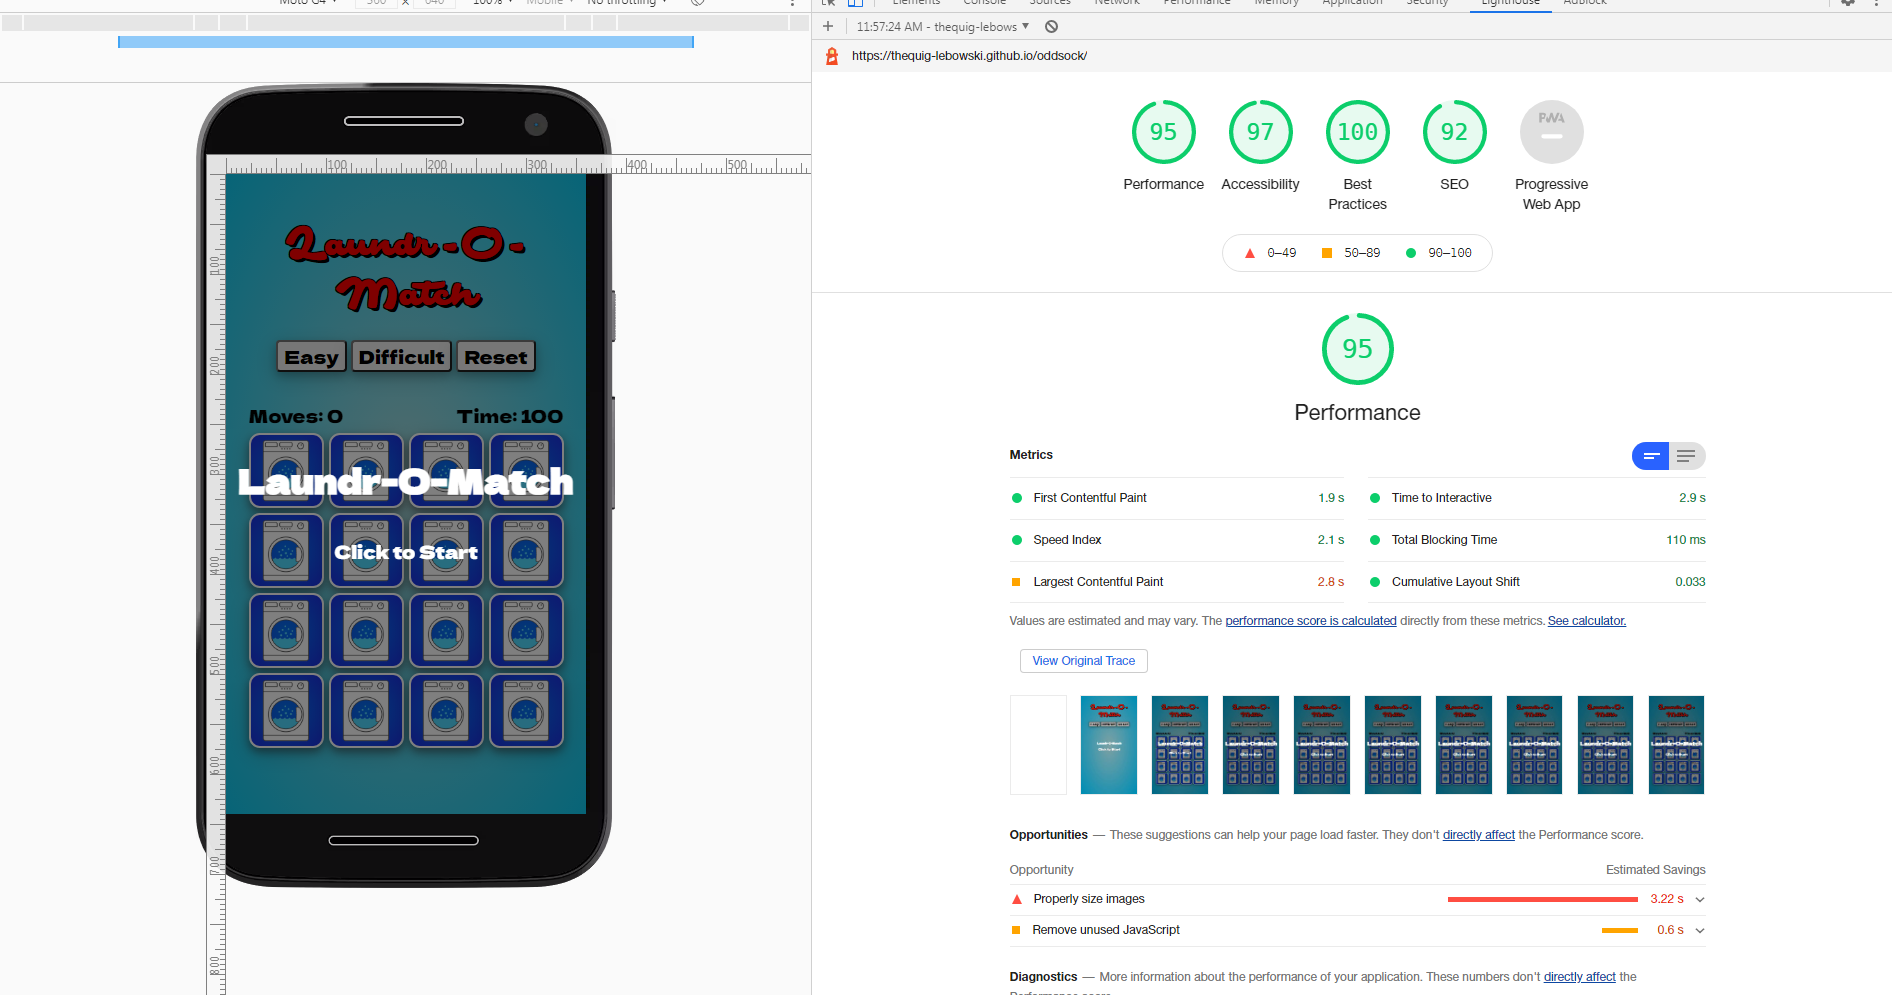 Moto G4 360 x 640 100% Mobile No throttling
Elements Console Sources Network Performance Memory Application Security Lighthouse AdBlock
+ 11:57:24 AM - thequig-lebows
https://thequig-lebowski.github.io/oddsock/
95 97 100 92 PWA
Performance Accessibility Best Practices SEO Progressive Web App
0–49 50–89 90–100
95
Performance
Metrics
First Contentful Paint 1.9 s
Time to Interactive 2.9 s
Speed Index 2.1 s
Total Blocking Time 110 ms
Largest Contentful Paint 2.8 s
Cumulative Layout Shift 0.033
Values are estimated and may vary. The performance score is calculated directly from these metrics. See calculator.
View Original Trace
Opportunities — These suggestions can help your page load faster. They don't directly affect the Performance score.
Opportunity Estimated Savings
Properly size images 3.22 s
Remove unused JavaScript 0.6 s
Diagnostics — More information about the performance of your application. These numbers don't directly affect the
Performance score.
100 200 300 400 500
100
200
300
400
500
600
700
800
Laundr-O-
Match
Easy Difficult Reset
Moves: 0 Time: 100
Laundr-O-Match
Click to Start